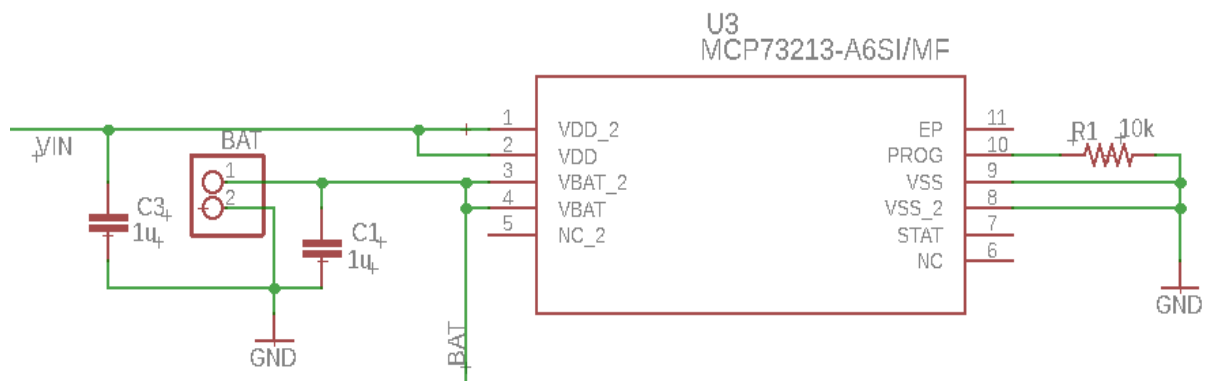 U3
MCP73213-A6SI/MF
VIN
BAT
1
2
C3
1u
C1
1u
GND
BAT
1 VDD_2
2 VDD
3 VBAT_2
4 VBAT
5 NC_2
EP 11
PROG 10
VSS 9
VSS_2 8
STAT 7
NC 6
R1 10k
GND